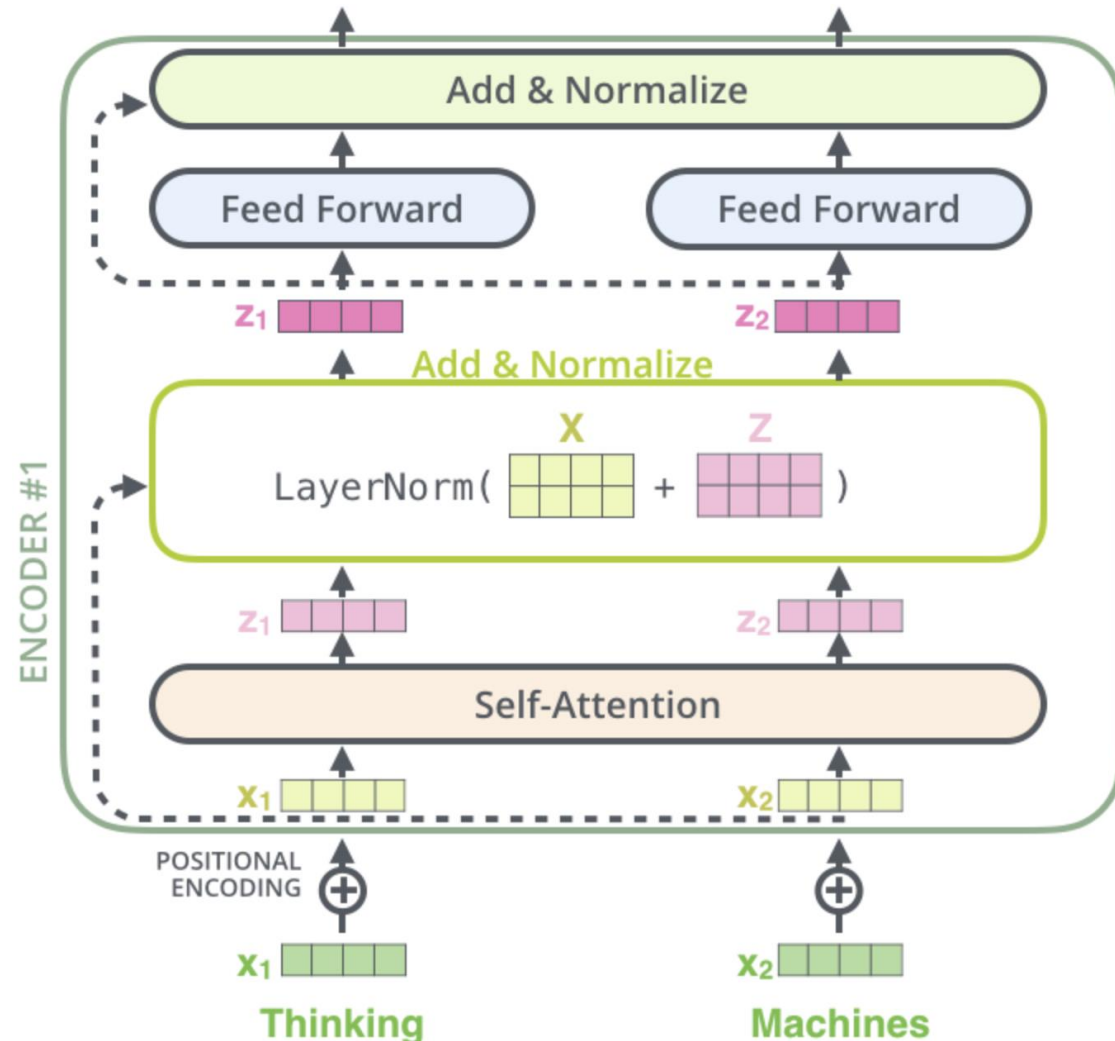 Add & Normalize
Feed Forward
Feed Forward
z₁
z₂
Add & Normalize
X
Z
LayerNorm( + )
ENCODER #1
z₁
z₂
Self-Attention
x₁
x₂
POSITIONAL
ENCODING
+
+
x₁
x₂
Thinking
Machines